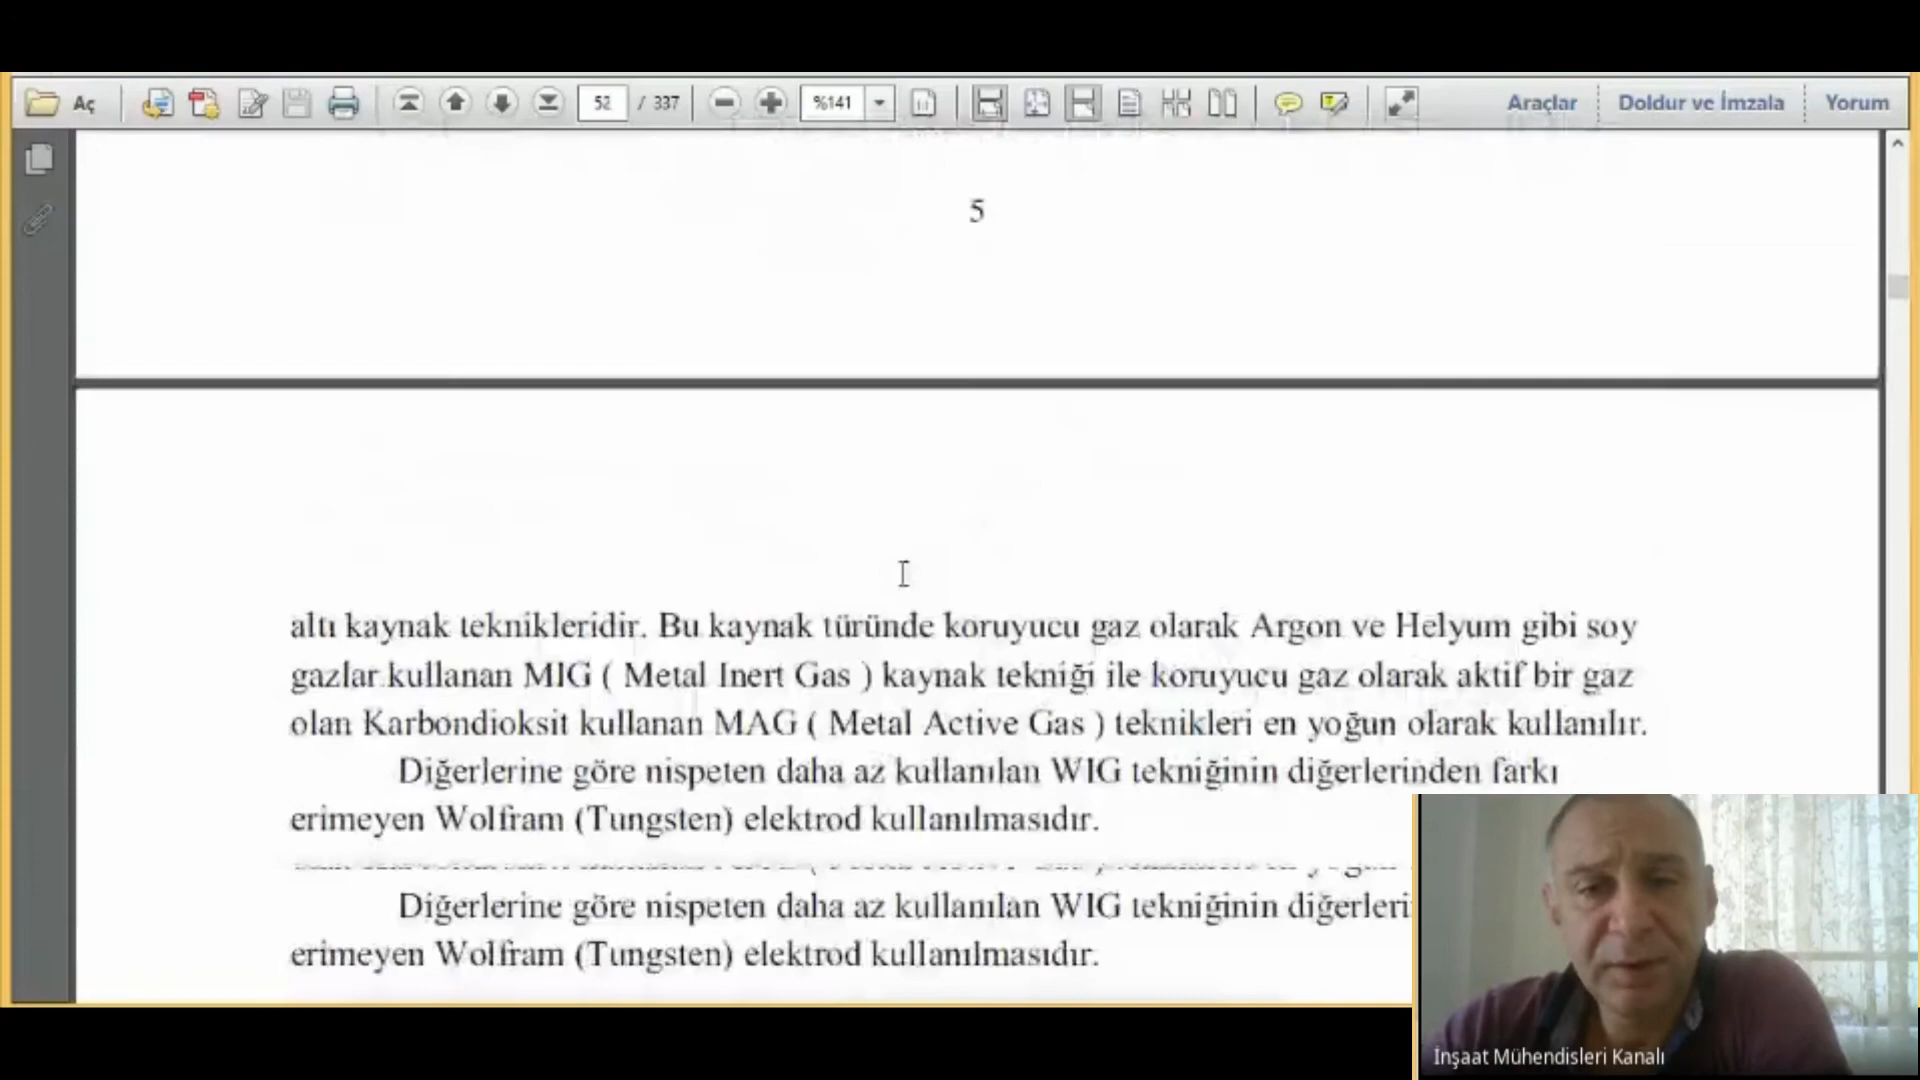 Aç 52 / 337 %141 Araçlar Doldur ve İmzala Yorum
5
altı kaynak teknikleridir. Bu kaynak türünde koruyucu gaz olarak Argon ve Helyum gibi soy
gazlar kullanan MIG ( Metal Inert Gas ) kaynak tekniği ile koruyucu gaz olarak aktif bir gaz
olan Karbondioksit kullanan MAG ( Metal Active Gas ) teknikleri en yoğun olarak kullanılır.
Diğerlerine göre nispeten daha az kullanılan WIG tekniğinin diğerlerinden farkı
erimeyen Wolfram (Tungsten) elektrod kullanılmasıdır.
Diğerlerine göre nispeten daha az kullanılan WIG tekniğinin
erimeyen Wolfram (Tungsten) elektrod kullanılmasıdır.
İnşaat Mühendisleri Kanalı